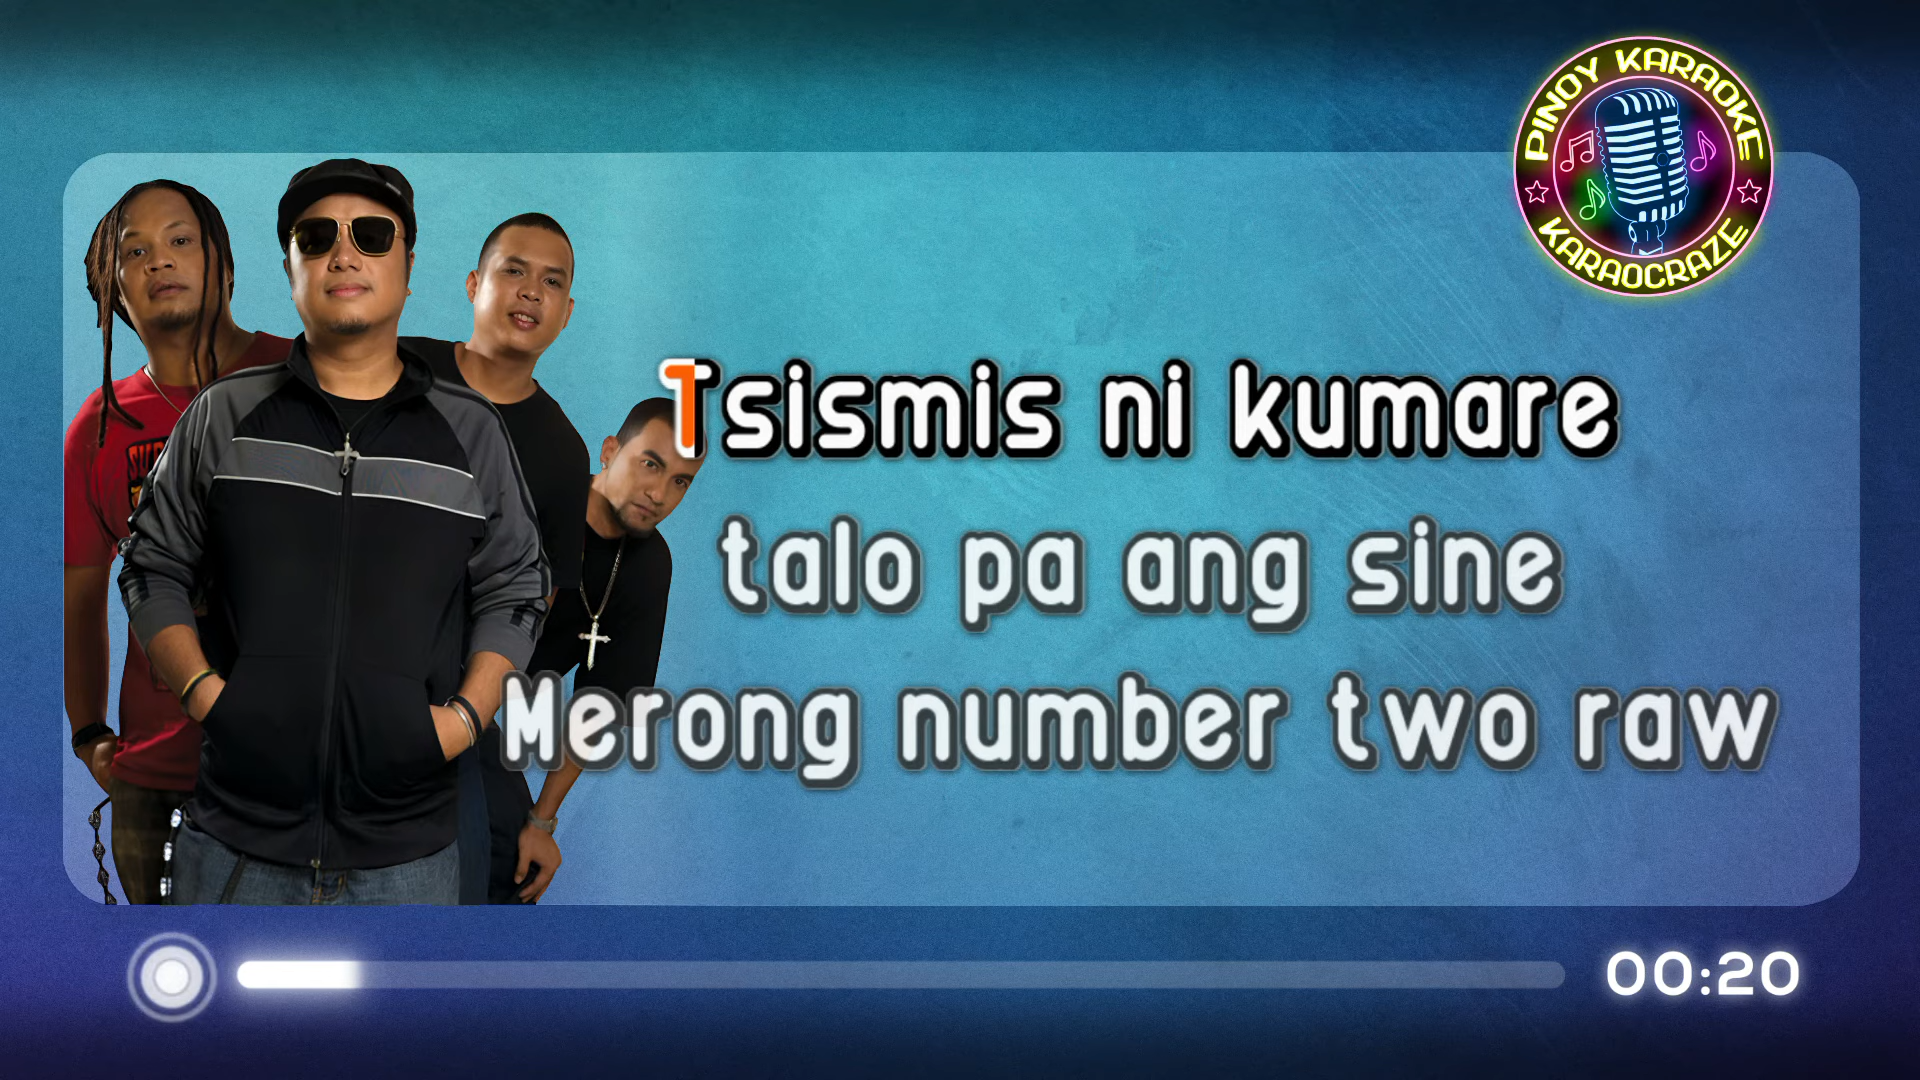 PINOY KARAOKE
KARAOCRAZE
Tsismis ni kumare
talo pa ang sine
Merong number two raw
00:20